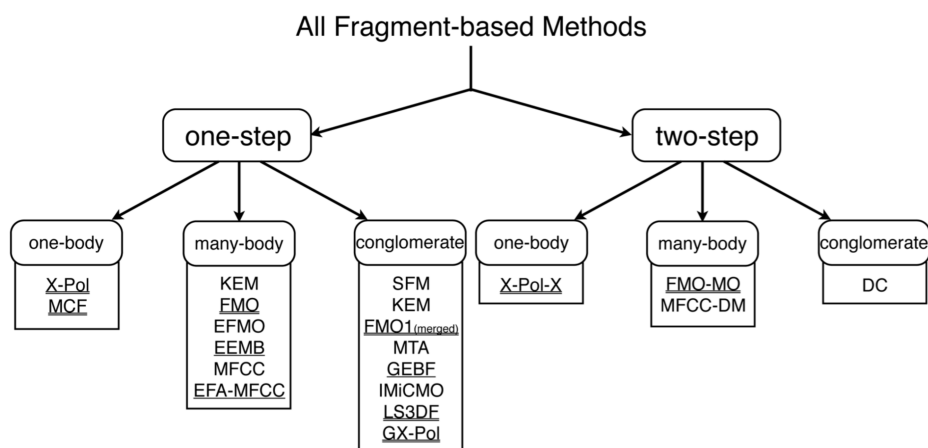 All Fragment-based Methods
one-step
two-step
one-body
many-body
conglomerate
one-body
many-body
conglomerate
X-Pol
MCF
KEM
FMO
EFMO
EEMB
MFCC
EFA-MFCC
SFM
KEM
FMO1(merged)
MTA
GEBF
IMiCMO
LS3DF
GX-Pol
X-Pol-X
FMO-MO
MFCC-DM
DC